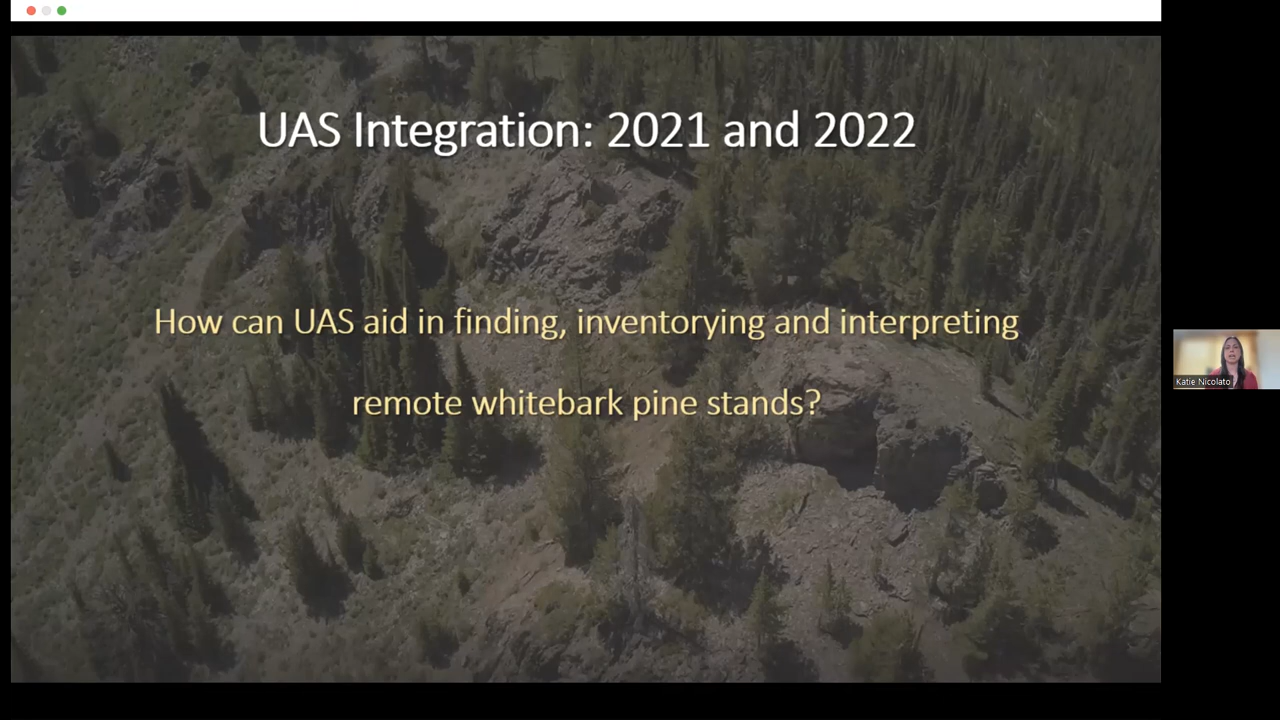 UAS Integration: 2021 and 2022
How can UAS aid in finding, inventorying and interpreting
remote whitebark pine stands?
Katie Nicolato